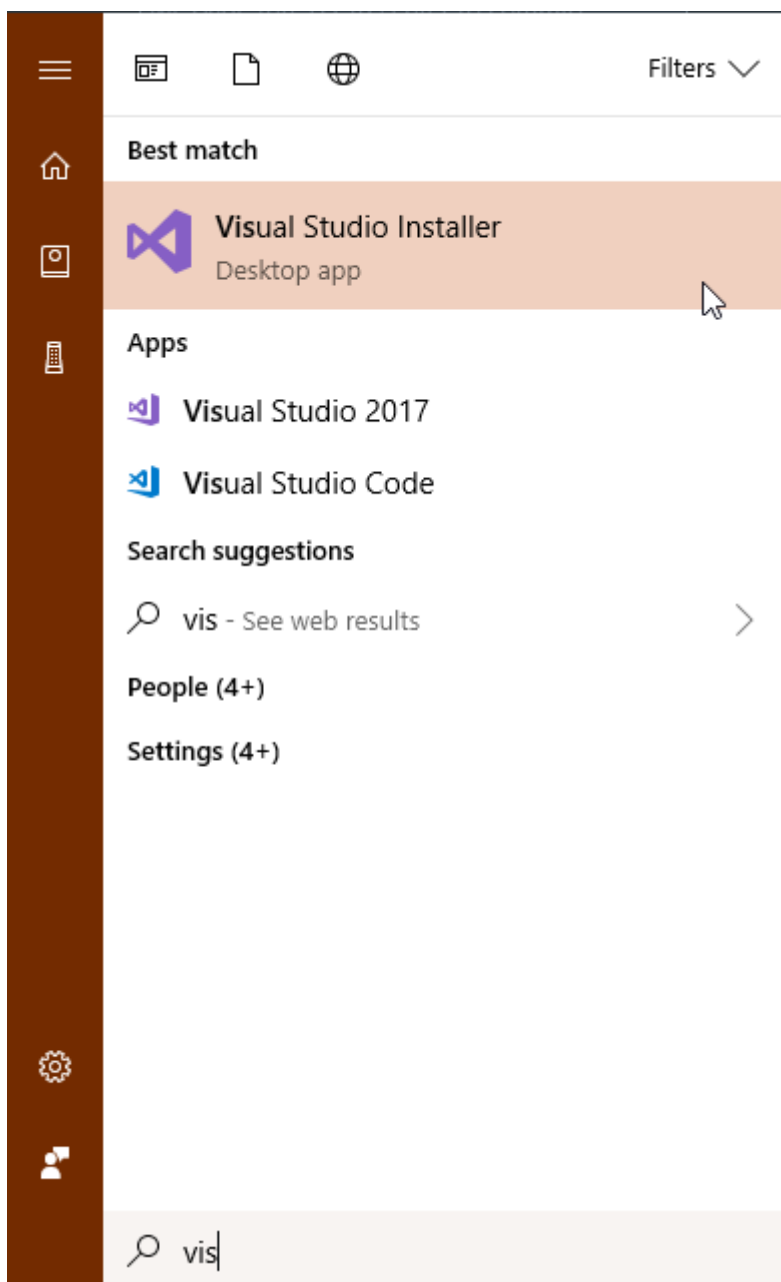 Filters
Best match
Visual Studio Installer
Desktop app
Apps
Visual Studio 2017
Visual Studio Code
Search suggestions
vis - See web results
People (4+)
Settings (4+)
vis